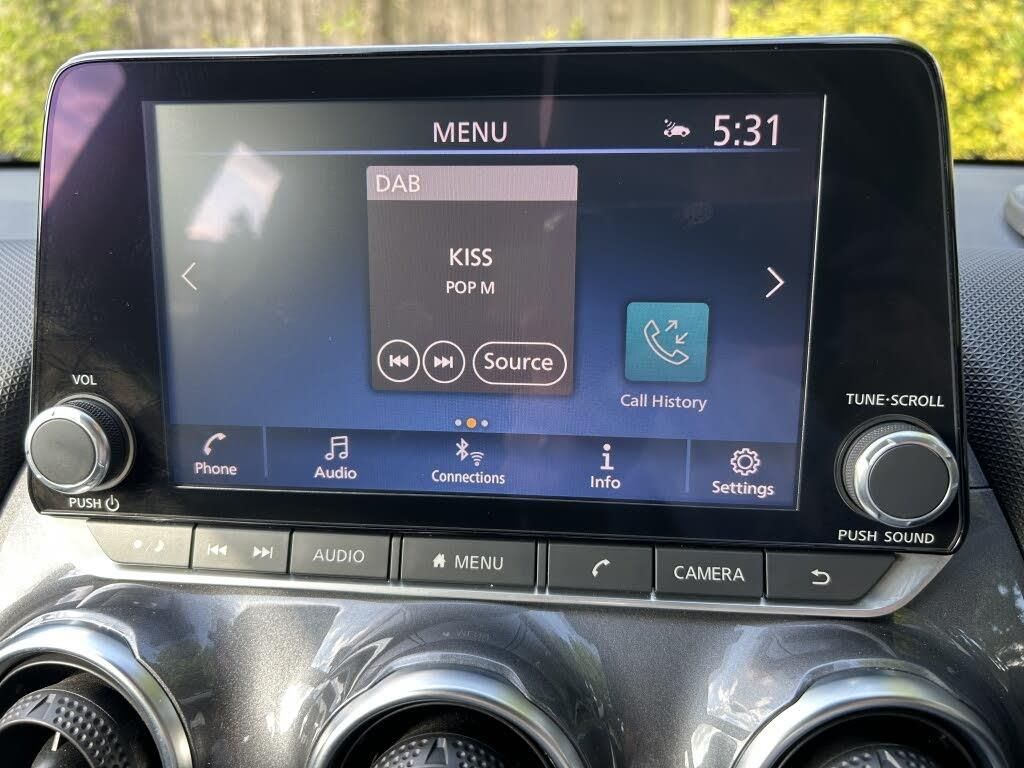 MENU
5:31
DAB
KISS
POP M
Source
Call History
VOL
PUSH
TUNE·SCROLL
PUSH SOUND
Phone
Audio
Connections
Info
Settings
AUDIO
MENU
CAMERA